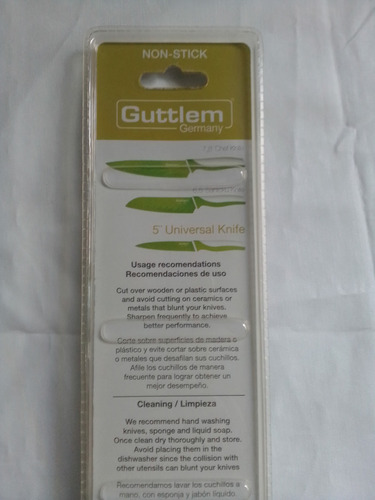 NON-STICK
Guttlem
Germany
5" Universal Knife
Usage recomendations
Recomendaciones de uso
Cut over wooden or plastic surfaces
and avoid cutting on ceramics or
metals that blunt your knives.
Sharpen frequently to achieve
better performance.
Corte sobre superficies de madera o
plástico y evite cortar sobre cerámica
o metales que desafilan sus cuchillos.
Afile los cuchillos de manera
frecuente para lograr obtener un
mejor desempeño.
Cleaning / Limpieza
We recommend hand washing
knives, sponge and liquid soap.
Once clean dry thoroughly and store.
Avoid placing them in the
dishwasher since the collision with
other utensils can blunt your knives
Recomendamos lavar los cuchillos a
mano, con esponja y jabón líquido.